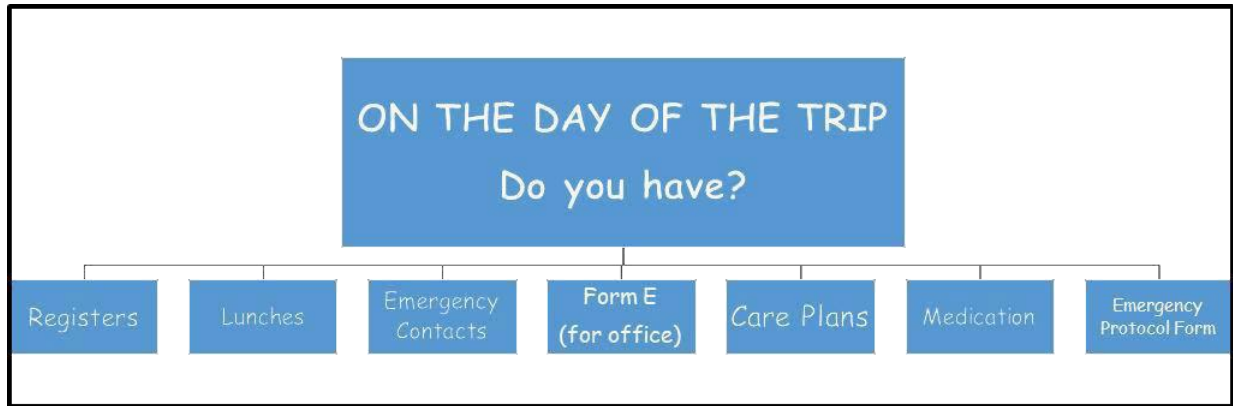 ON THE DAY OF THE TRIP
Do you have?
Registers
Lunches
Emergency
Contacts
Form E
(for office)
Care Plans
Medication
Emergency
Protocol Form